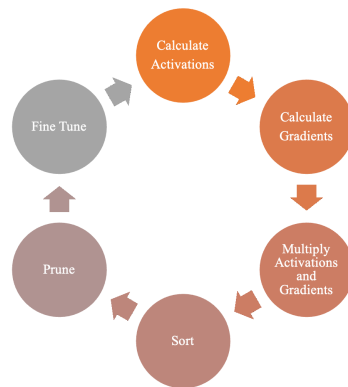 Calculate
Activations
Calculate
Gradients
Multiply
Activations
and
Gradients
Sort
Prune
Fine Tune